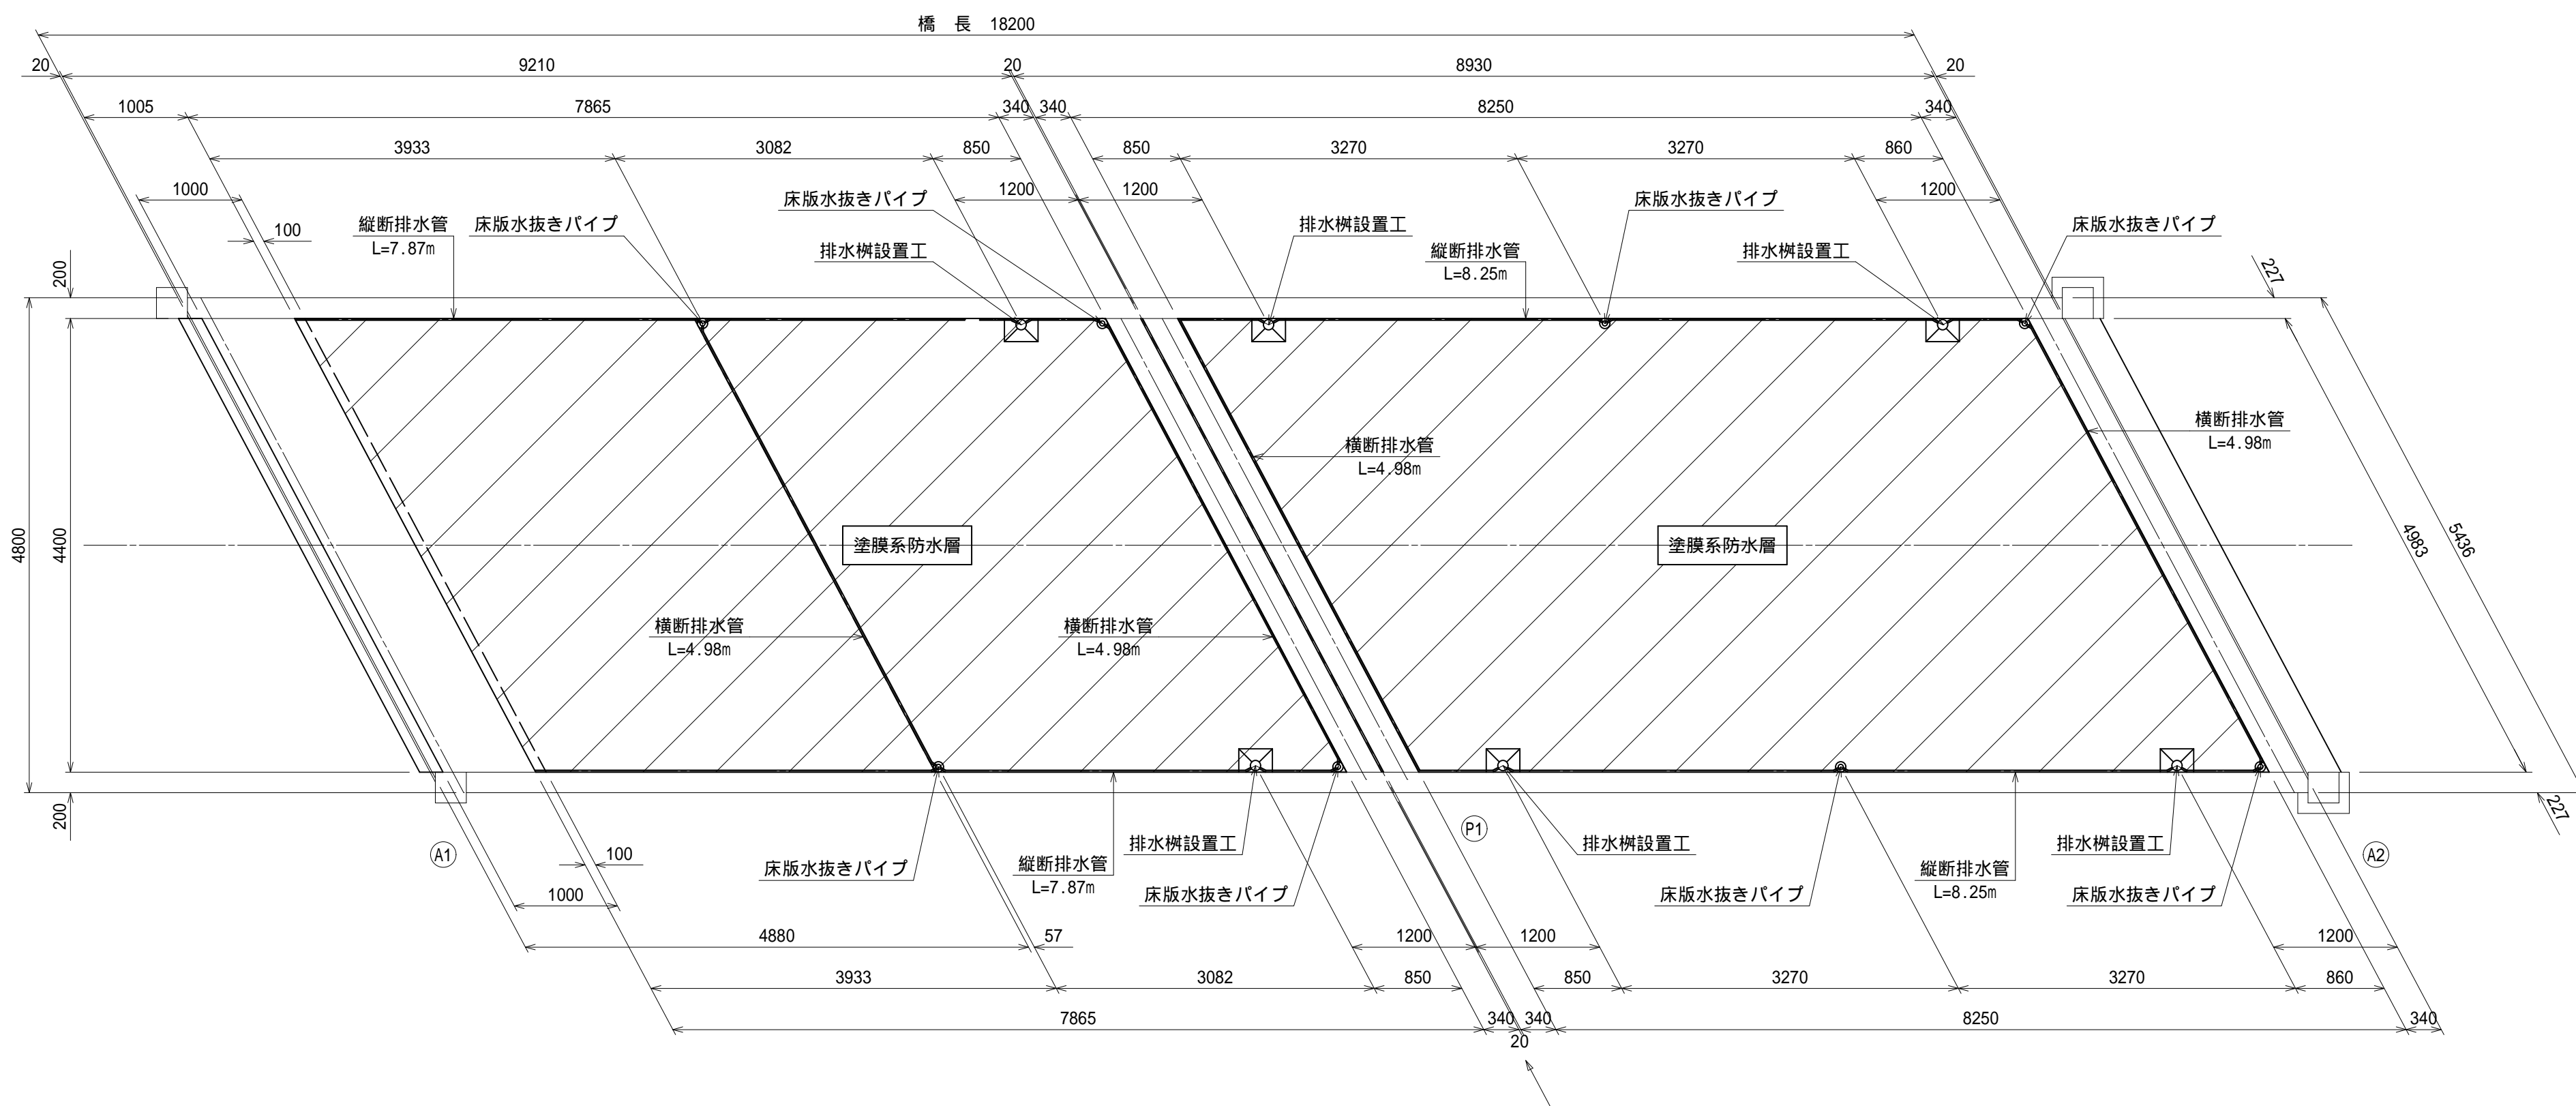 橋　長　18200
20
9210
20
8930
20
1005
7865
340
340
8250
340
3933
3082
850
850
3270
3270
860
1000
1200
1200
1200
100
縦断排水管
L=7.87m
床版水抜きパイプ
床版水抜きパイプ
排水桝設置工
排水桝設置工
床版水抜きパイプ
縦断排水管
L=8.25m
排水桝設置工
床版水抜きパイプ
200
227
4800
4400
横断排水管
L=4.98m
横断排水管
L=4.98m
塗膜系防水層
塗膜系防水層
4983
5436
横断排水管
L=4.98m
横断排水管
L=4.98m
200
227
A1
P1
A2
100
床版水抜きパイプ
排水桝設置工
縦断排水管
L=7.87m
床版水抜きパイプ
排水桝設置工
床版水抜きパイプ
縦断排水管
L=8.25m
排水桝設置工
床版水抜きパイプ
1000
4880
57
1200
1200
1200
3933
3082
850
850
3270
3270
860
7865
340
340
8250
340
20